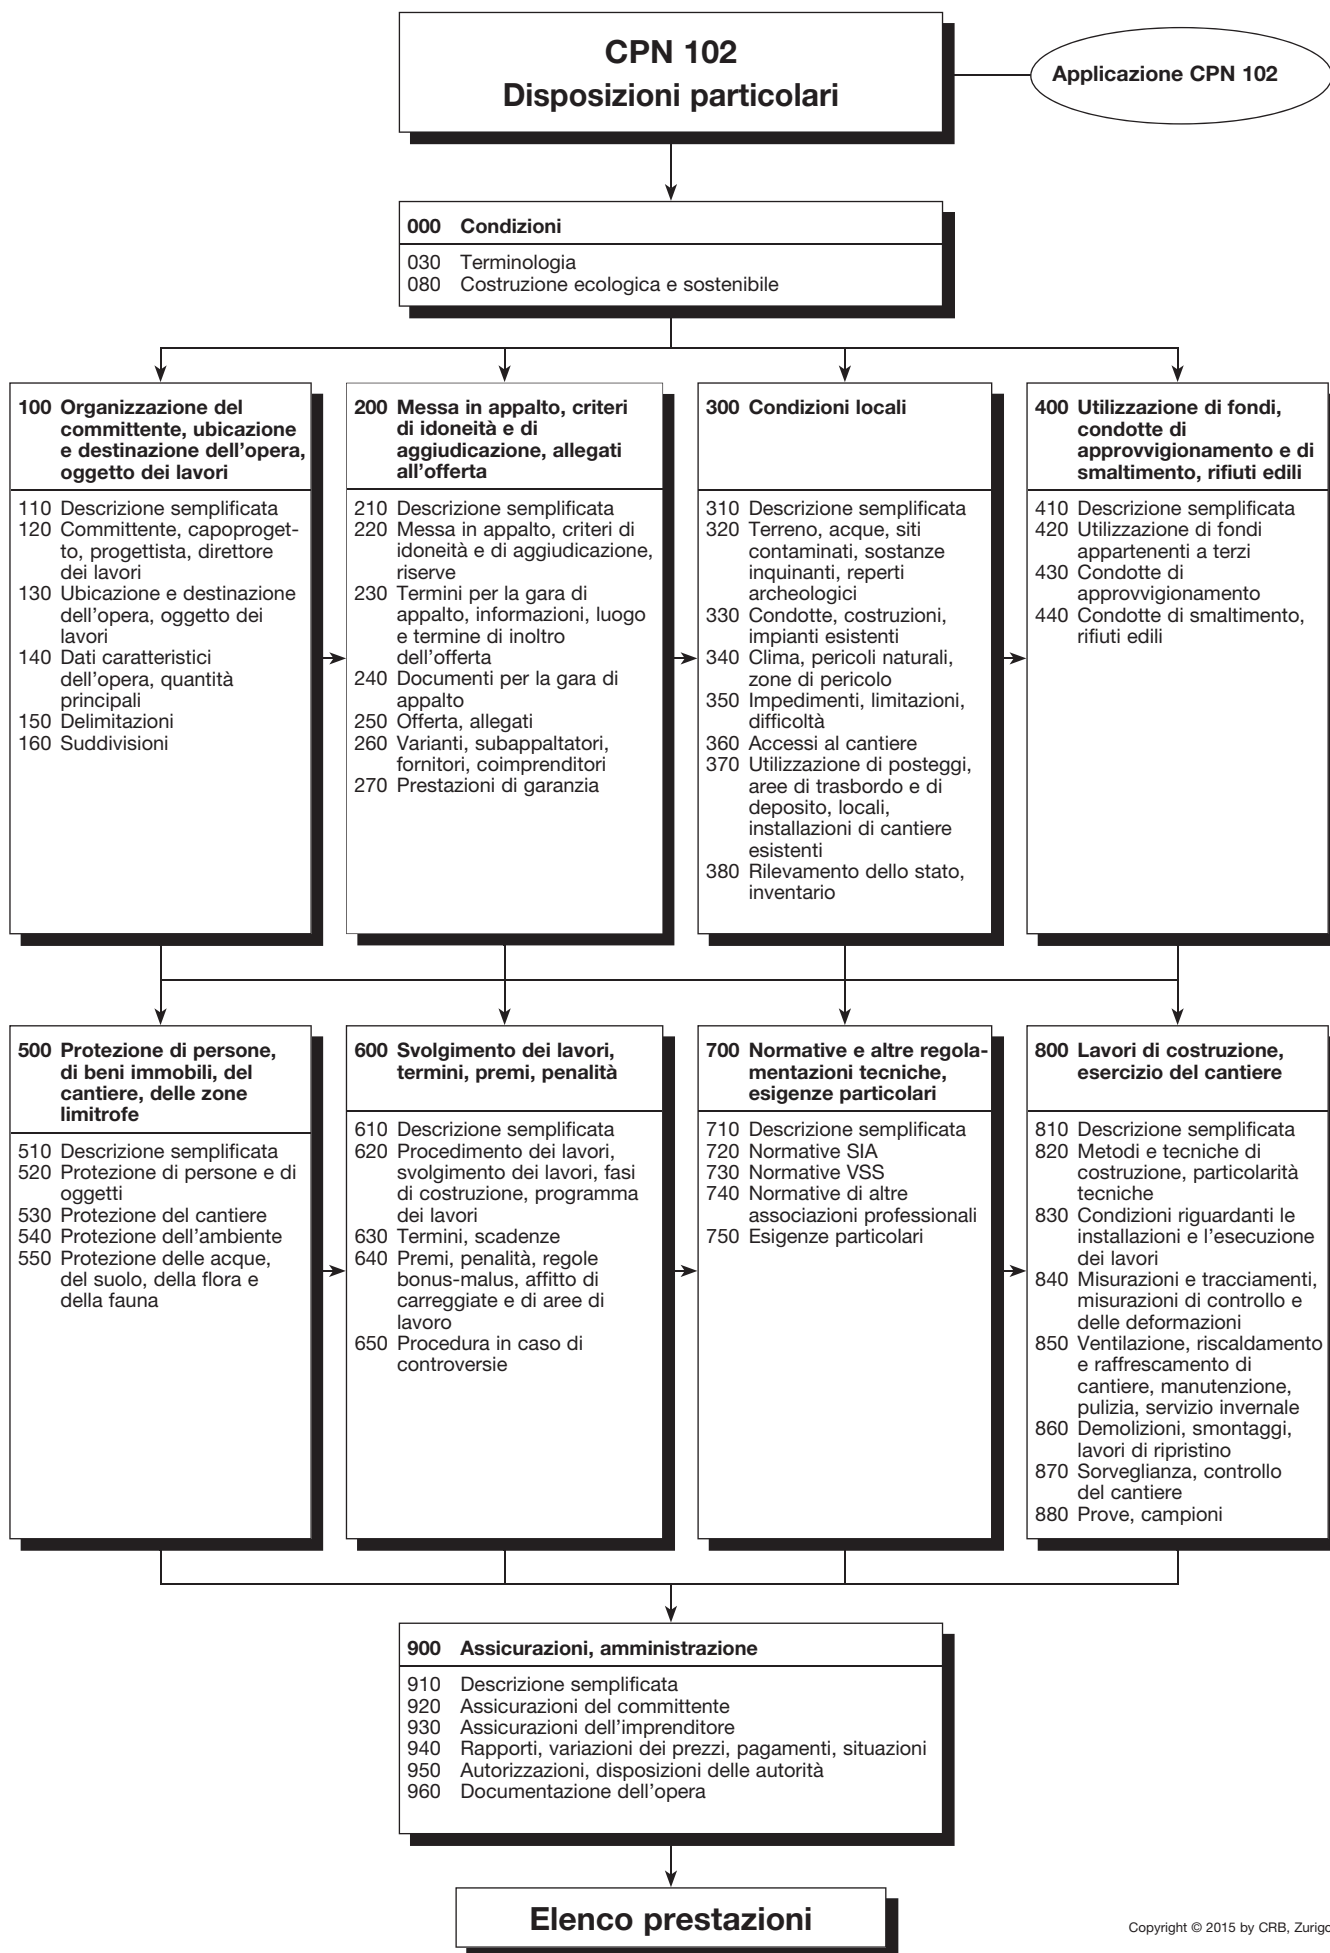 CPN 102
Disposizioni particolari
Applicazione CPN 102
000 Condizioni
030 Terminologia
080 Costruzione ecologica e sostenibile
100 Organizzazione del
committente, ubicazione
e destinazione dell'opera,
oggetto dei lavori
110 Descrizione semplificata
120 Committente, capoproget-
to, progettista, direttore
dei lavori
130 Ubicazione e destinazione
dell'opera, oggetto dei
lavori
140 Dati caratteristici
dell'opera, quantità
principali
150 Delimitazioni
160 Suddivisioni
200 Messa in appalto, criteri
di idoneità e di
aggiudicazione, allegati
all'offerta
210 Descrizione semplificata
220 Messa in appalto, criteri di
idoneità e di aggiudicazione,
riserve
230 Termini per la gara di
appalto, informazioni, luogo
e termine di inoltro
dell'offerta
240 Documenti per la gara di
appalto
250 Offerta, allegati
260 Varianti, subappaltatori,
fornitori, coimprenditori
270 Prestazioni di garanzia
300 Condizioni locali
310 Descrizione semplificata
320 Terreno, acque, siti
contaminati, sostanze
inquinanti, reperti
archeologici
330 Condotte, costruzioni,
impianti esistenti
340 Clima, pericoli naturali,
zone di pericolo
350 Impedimenti, limitazioni,
difficoltà
360 Accessi al cantiere
370 Utilizzazione di posteggi,
aree di trasbordo e di
deposito, locali,
installazioni di cantiere
esistenti
380 Rilevamento dello stato,
inventario
400 Utilizzazione di fondi,
condotte di
approvvigionamento e di
smaltimento, rifiuti edili
410 Descrizione semplificata
420 Utilizzazione di fondi
appartenenti a terzi
430 Condotte di
approvvigionamento
440 Condotte di smaltimento,
rifiuti edili
500 Protezione di persone,
di beni immobili, del
cantiere, delle zone
limitrofe
510 Descrizione semplificata
520 Protezione di persone e di
oggetti
530 Protezione del cantiere
540 Protezione dell'ambiente
550 Protezione delle acque,
del suolo, della flora e
della fauna
600 Svolgimento dei lavori,
termini, premi, penalità
610 Descrizione semplificata
620 Procedimento dei lavori,
svolgimento dei lavori, fasi
di costruzione, programma
dei lavori
630 Termini, scadenze
640 Premi, penalità, regole
bonus-malus, affitto di
carreggiate e di aree di
lavoro
650 Procedura in caso di
controversie
700 Normative e altre regola-
mentazioni tecniche,
esigenze particolari
710 Descrizione semplificata
720 Normative SIA
730 Normative VSS
740 Normative di altre
associazioni professionali
750 Esigenze particolari
800 Lavori di costruzione,
esercizio del cantiere
810 Descrizione semplificata
820 Metodi e tecniche di
costruzione, particolarità
tecniche
830 Condizioni riguardanti le
installazioni e l'esecuzione
dei lavori
840 Misurazioni e tracciamenti,
misurazioni di controllo e
delle deformazioni
850 Ventilazione, riscaldamento
e raffrescamento di
cantiere, manutenzione,
pulizia, servizio invernale
860 Demolizioni, smontaggi,
lavori di ripristino
870 Sorveglianza, controllo
del cantiere
880 Prove, campioni
900 Assicurazioni, amministrazione
910 Descrizione semplificata
920 Assicurazioni del committente
930 Assicurazioni dell'imprenditore
940 Rapporti, variazioni dei prezzi, pagamenti, situazioni
950 Autorizzazioni, disposizioni delle autorità
960 Documentazione dell'opera
Elenco prestazioni
Copyright © 2015 by CRB, Zurigo